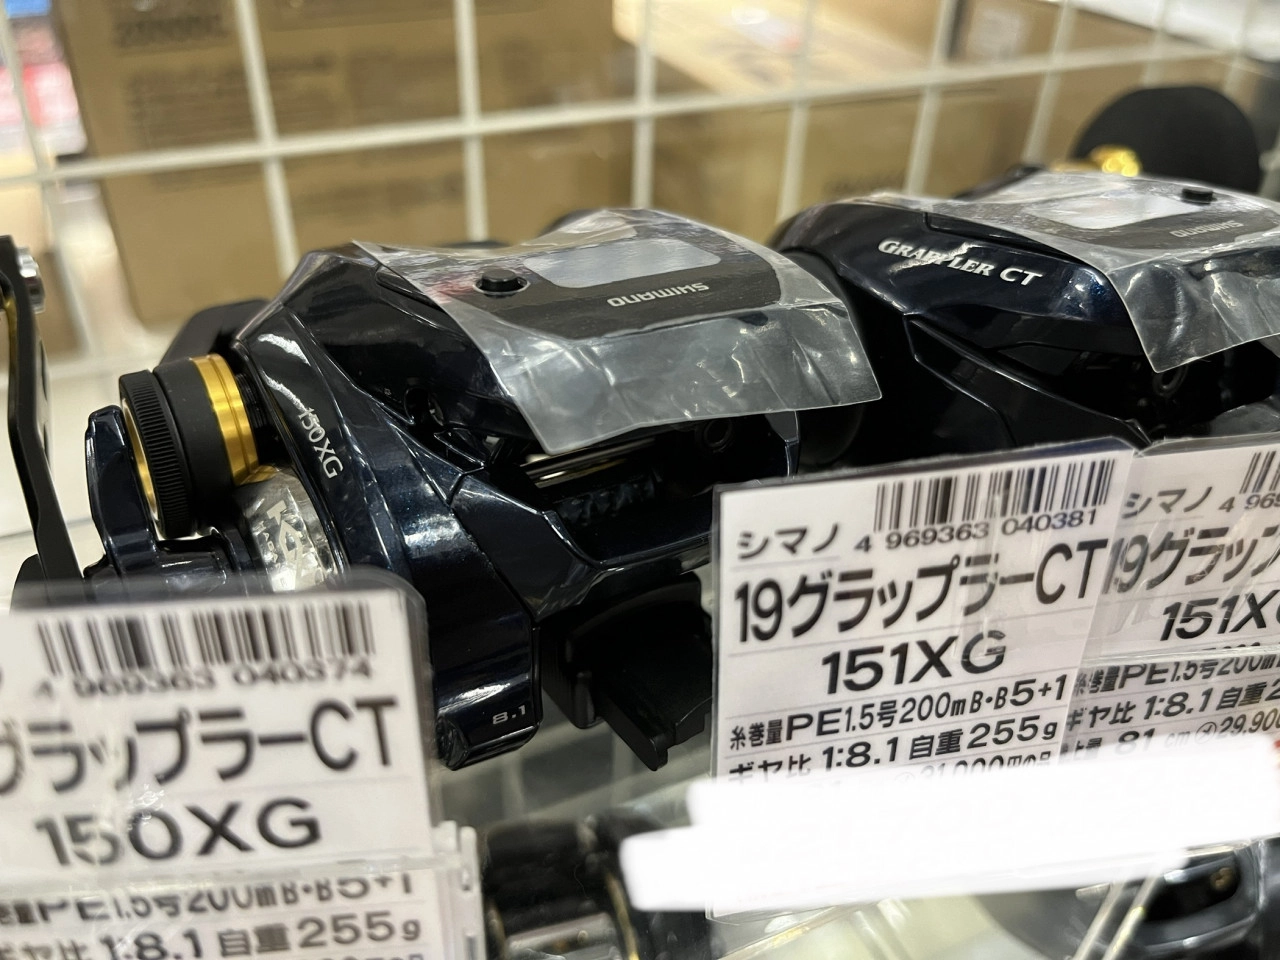 SHIMANO
GRAPPLER CT
SHIMANO
150XG
8.1
4 969363 040374
グラップラーCT
150XG
糸巻量PE1.5号200m B・B5+1
ギヤ比 1:8.1 自重255g
シマノ 4 969363 040381
19グラップラーCT
151XG
糸巻量PE1.5号200m B・B5+1
ギヤ比 1:8.1 自重255g
シマノ
19グラップ
151X
糸巻量PE1.5号200m
ギヤ比 1:8.1 自重
81 cm